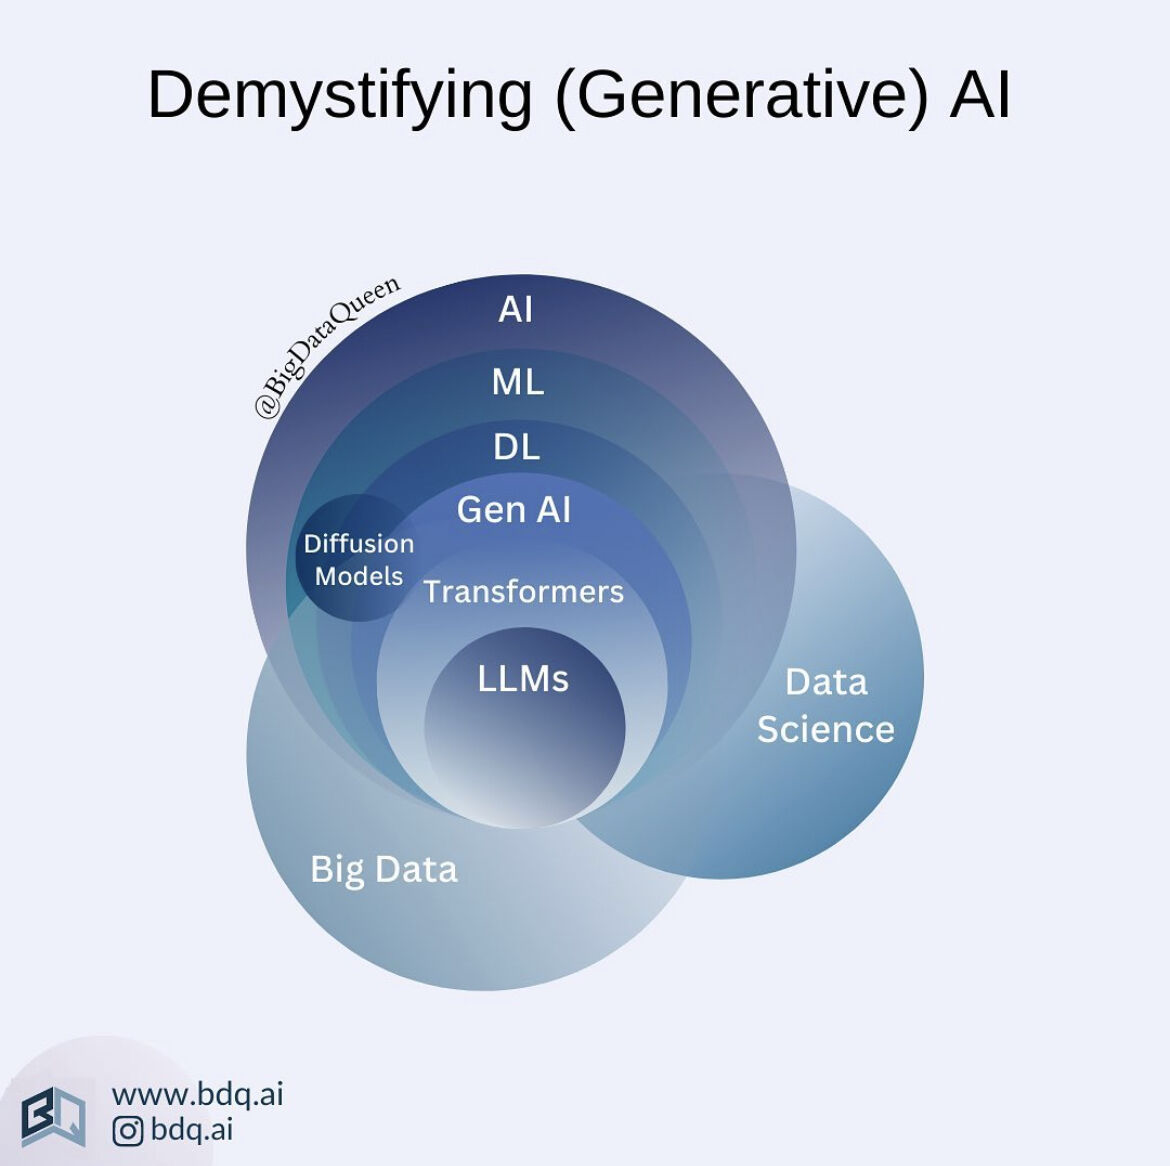 Demystifying (Generative) AI
@BigDataQueen
AI
ML
DL
Gen AI
Diffusion
Models
Transformers
LLMs
Data
Science
Big Data
BQ
www.bdq.ai
bdq.ai